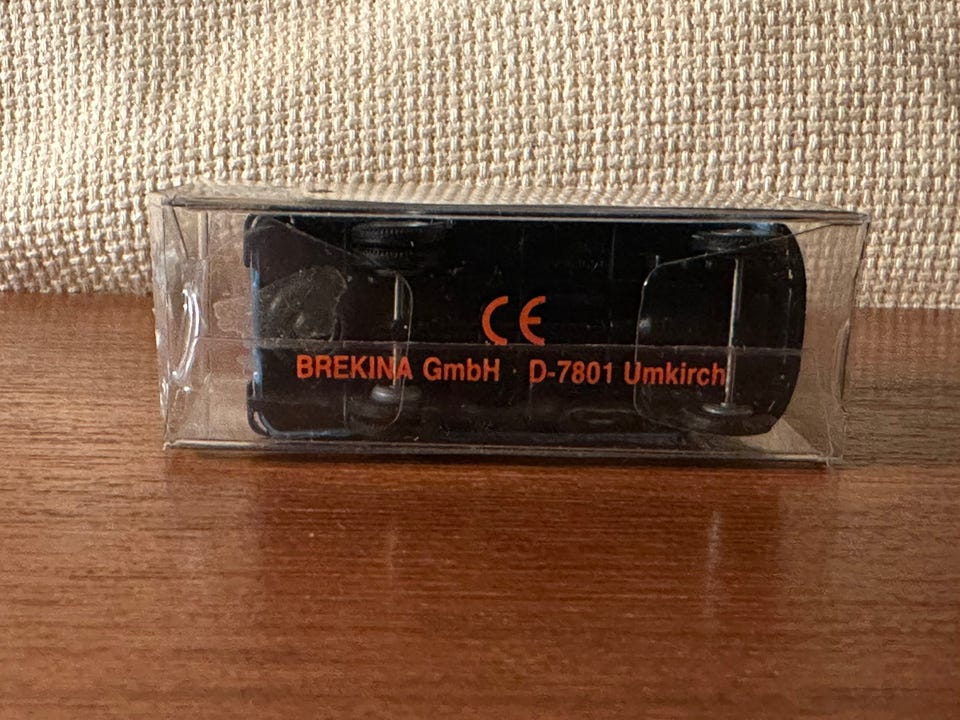 CE
BREKINA GmbH · D-7801 Umkirch